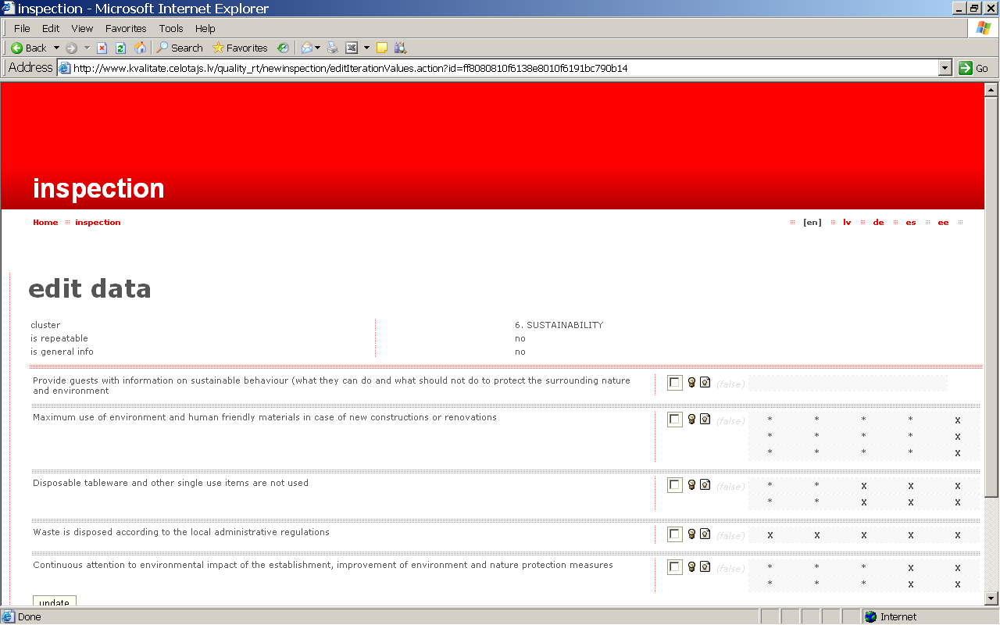 inspection - Microsoft Internet Explorer
File Edit View Favorites Tools Help
Back Search Favorites
Address http://www.kvalitate.celotajs.lv/quality_rt/newinspection/editIterationValues.action?id=ff8080810f6138e8010f6191bc790b14 Go
inspection
Home inspection [en] lv de es ee
edit data
cluster 6. SUSTAINABILITY
is repeatable no
is general info no
Provide guests with information on sustainable behaviour (what they can do and what should not do to protect the surrounding nature
and environment
(false)
Maximum use of environment and human friendly materials in case of new constructions or renovations (false) * * * * x
* * * * x
* * * * x
Disposable tableware and other single use items are not used (false) * * x x x
* * x x x
Waste is disposed according to the local administrative regulations (false) x x x x x
Continuous attention to environmental impact of the establishment, improvement of environment and nature protection measures (false) * * * x x
* * * x x
update
Done Internet